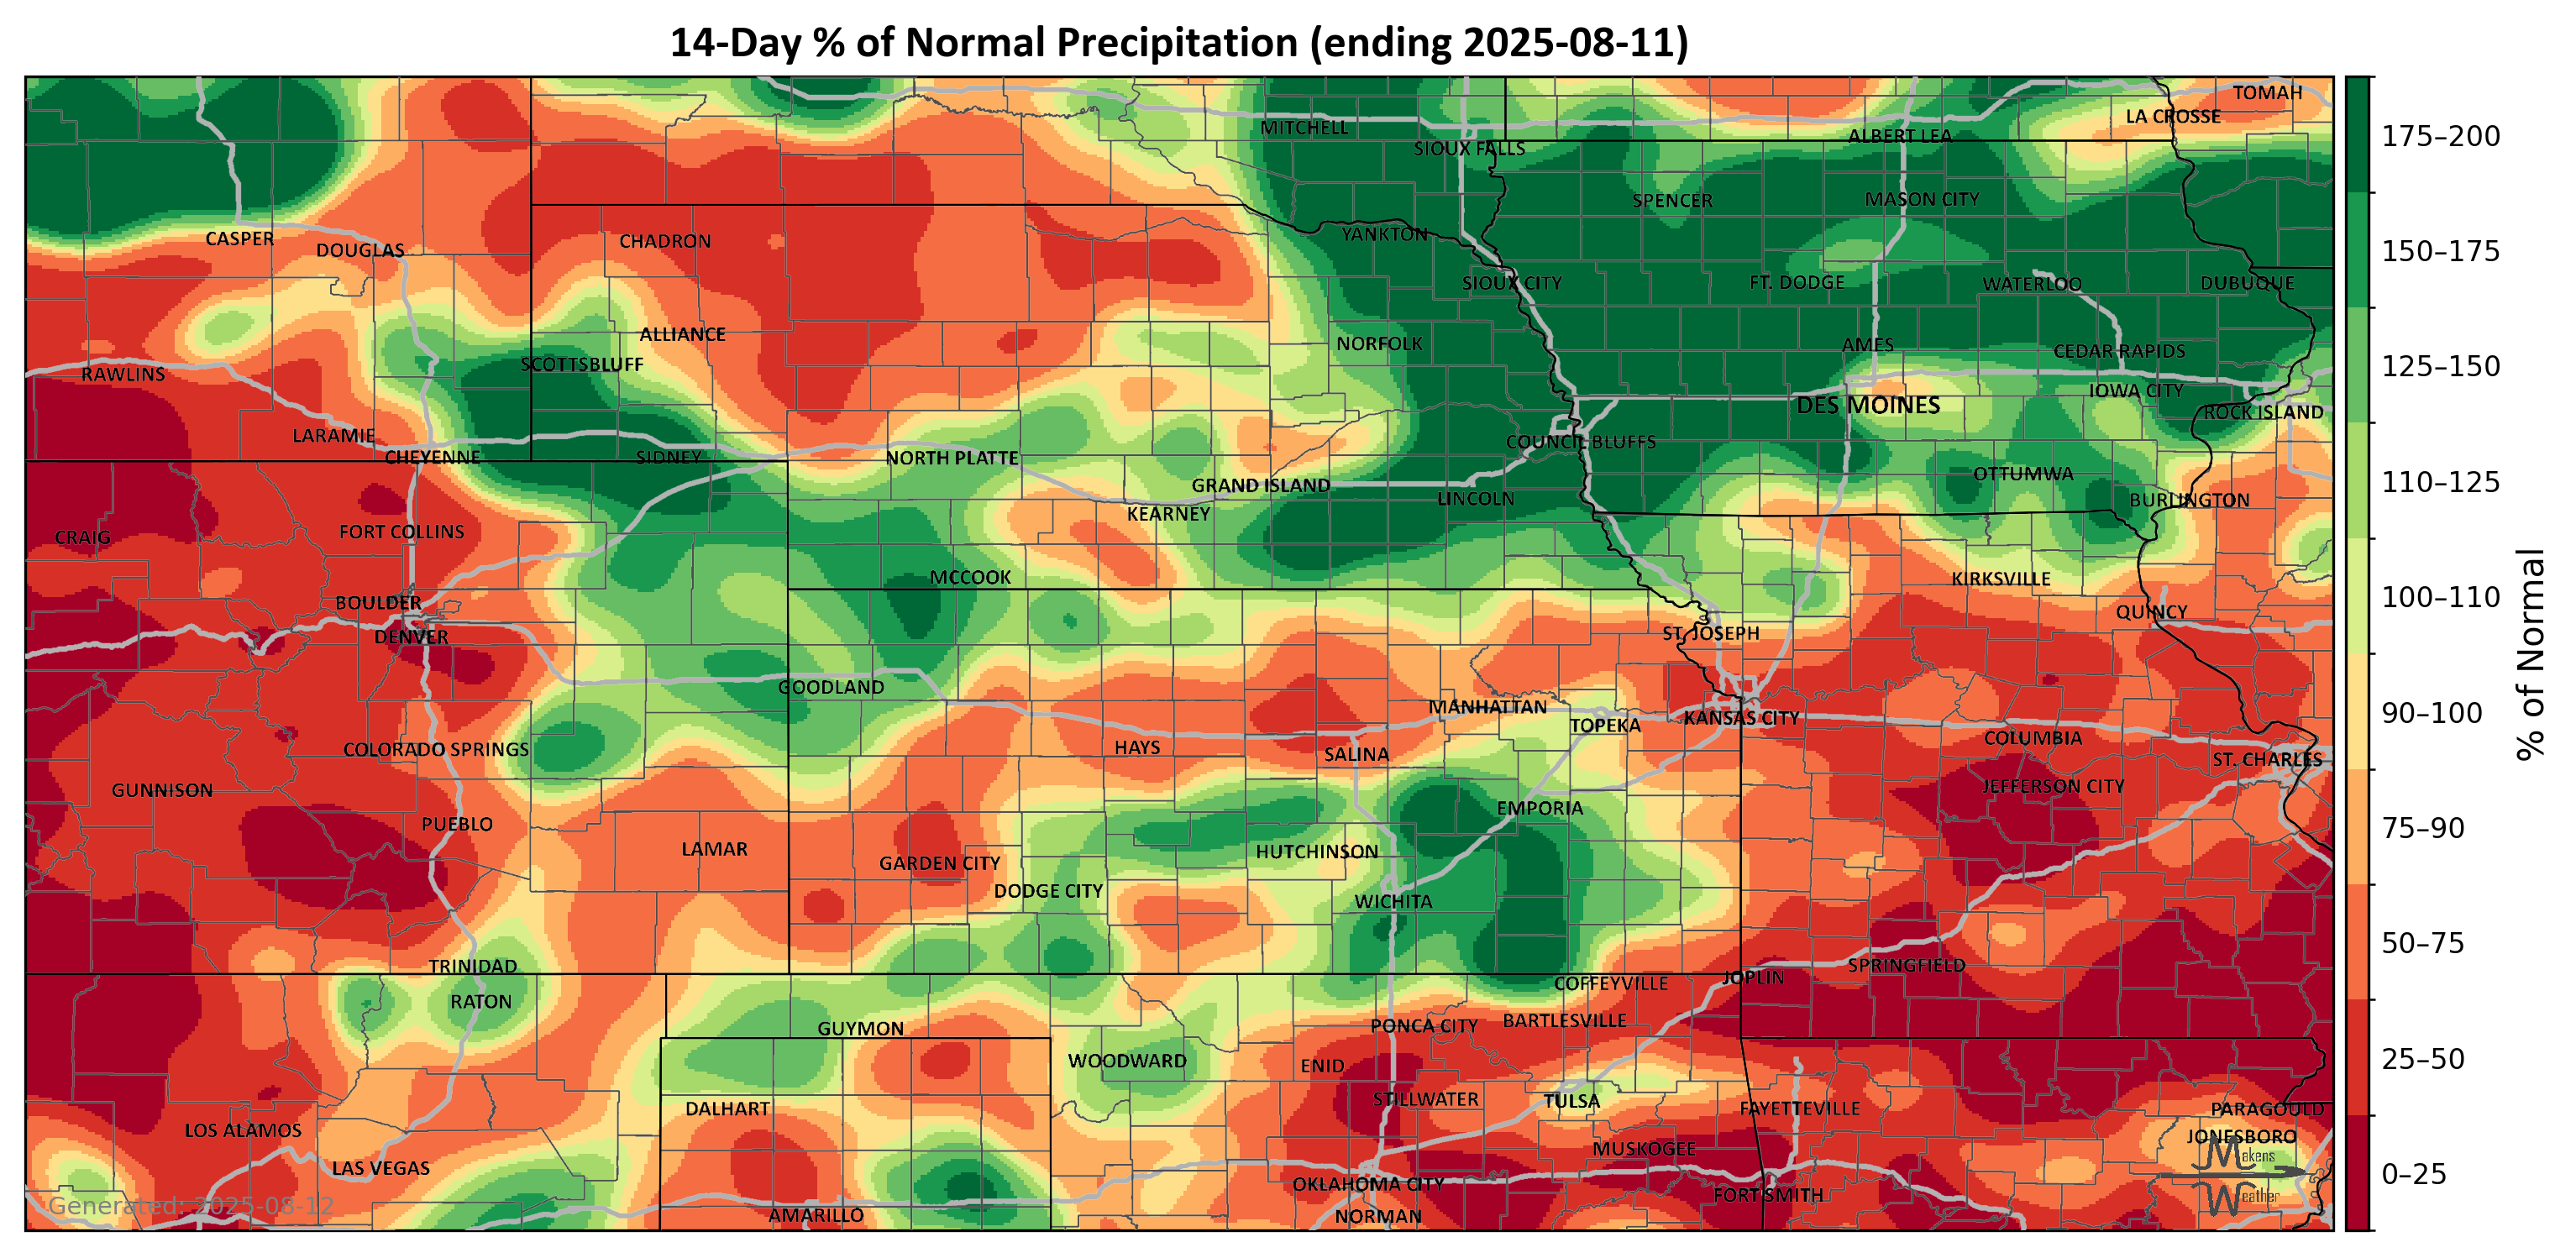 14-Day % of Normal Precipitation (ending 2025-08-11)
TOMAH
LA CROSSE
MITCHELL
ALBERT LEA
SIOUX FALLS
SPENCER
MASON CITY
YANKTON
CASPER
DOUGLAS
CHADRON
SIOUX CITY
FT. DODGE
WATERLOO
DUBUQUE
ALLIANCE
NORFOLK
AMES
CEDAR RAPIDS
SCOTTSBLUFF
RAWLINS
IOWA CITY
DES MOINES
ROCK ISLAND
LARAMIE
COUNCIL BLUFFS
CHEYENNE
SIDNEY
NORTH PLATTE
OTTUMWA
GRAND ISLAND
LINCOLN
BURLINGTON
KEARNEY
FORT COLLINS
CRAIG
MCCOOK
KIRKSVILLE
BOULDER
QUINCY
DENVER
ST. JOSEPH
GOODLAND
MANHATTAN
KANSAS CITY
TOPEKA
COLUMBIA
COLORADO SPRINGS
HAYS
SALINA
ST. CHARLES
GUNNISON
JEFFERSON CITY
EMPORIA
PUEBLO
LAMAR
HUTCHINSON
GARDEN CITY
DODGE CITY
WICHITA
TRINIDAD
SPRINGFIELD
JOPLIN
COFFEYVILLE
RATON
BARTLESVILLE
PONCA CITY
GUYMON
WOODWARD
ENID
STILLWATER
TULSA
DALHART
FAYETTEVILLE
PARAGOULD
LOS ALAMOS
JONESBORO
MUSKOGEE
LAS VEGAS
OKLAHOMA CITY
FORT SMITH
AMARILLO
NORMAN
Generated: 2025-08-12
Makens
Weather
175–200
150–175
125–150
110–125
100–110
90–100
75–90
50–75
25–50
0–25
% of Normal